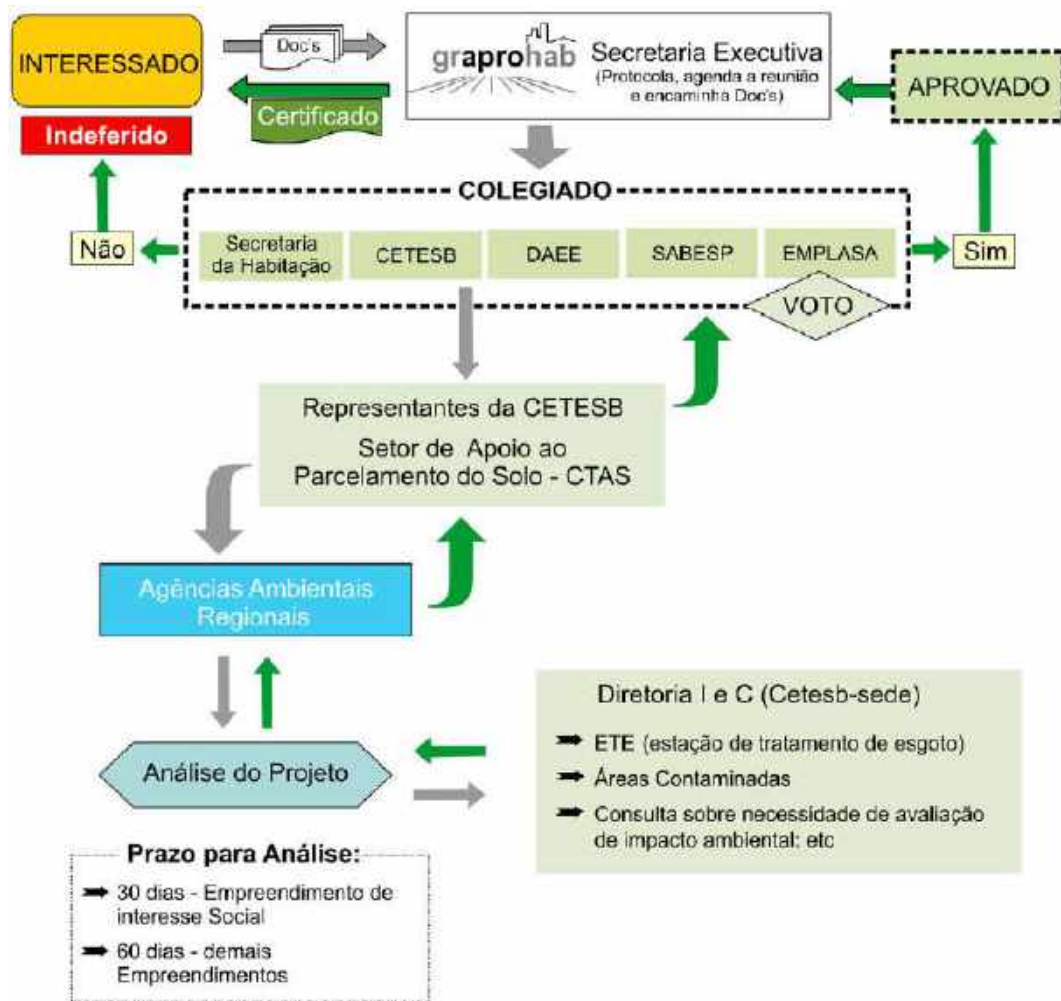 INTERESSADO
Doc's
graprohab
Secretaria Executiva
(Protocola, agenda a reunião
e encaminha Doc's)
APROVADO
Certificado
Indeferido
COLEGIADO
Não
Secretaria
da Habitação
CETESB
DAEE
SABESP
EMPLASA
Sim
VOTO
Representantes da CETESB
Setor de Apoio ao
Parcelamento do Solo - CTAS
Agências Ambientais
Regionais
Diretoria I e C (Cetesb-sede)
ETE (estação de tratamento de esgoto)
Áreas Contaminadas
Consulta sobre necessidade de avaliação
de impacto ambiental; etc
Análise do Projeto
Prazo para Análise:
30 dias - Empreendimento de
interesse Social
60 dias - demais
Empreendimentos